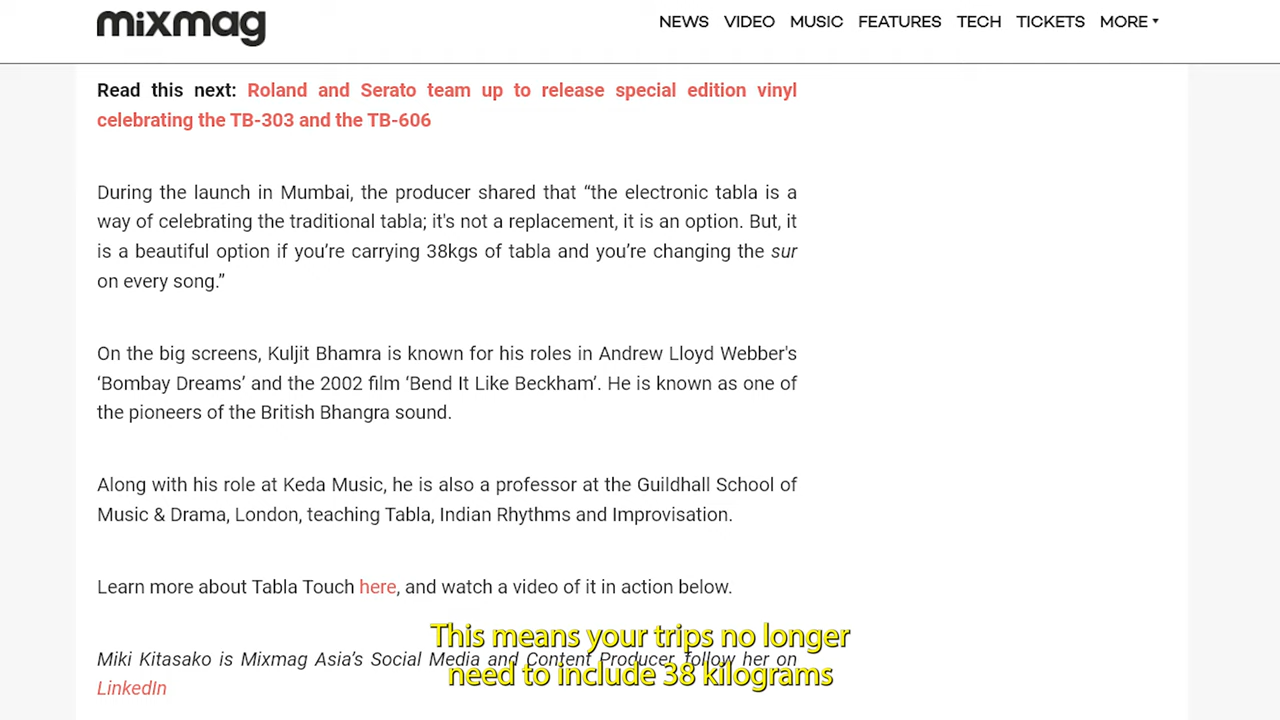 mixmag
NEWS VIDEO MUSIC FEATURES TECH TICKETS MORE
Read this next: Roland and Serato team up to release special edition vinyl
celebrating the TB-303 and the TB-606
During the launch in Mumbai, the producer shared that “the electronic tabla is a
way of celebrating the traditional tabla; it's not a replacement, it is an option. But, it
is a beautiful option if you’re carrying 38kgs of tabla and you’re changing the sur
on every song.”
On the big screens, Kuljit Bhamra is known for his roles in Andrew Lloyd Webber's
‘Bombay Dreams’ and the 2002 film ‘Bend It Like Beckham’. He is known as one of
the pioneers of the British Bhangra sound.
Along with his role at Keda Music, he is also a professor at the Guildhall School of
Music & Drama, London, teaching Tabla, Indian Rhythms and Improvisation.
Learn more about Tabla Touch here, and watch a video of it in action below.
Miki Kitasako is Mixmag Asia’s Social Media and Content Producer, follow her on
LinkedIn
This means your trips no longer
need to include 38 kilograms